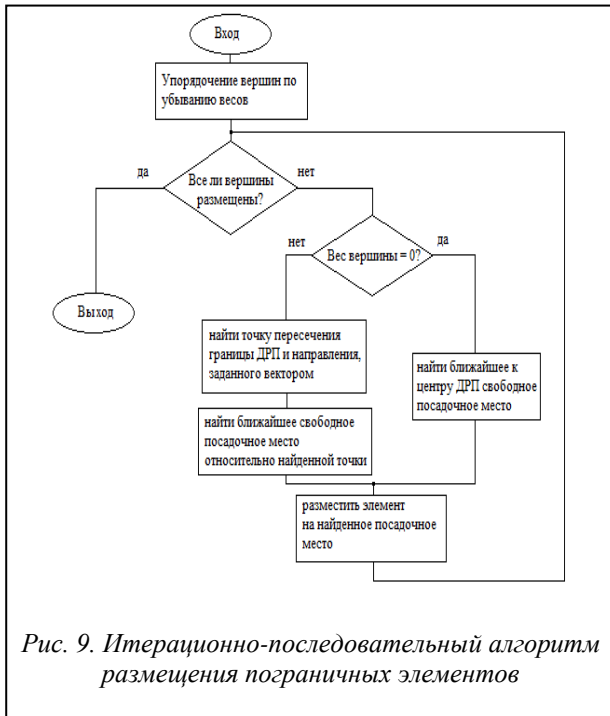 Вход
Упорядочение вершин по
убыванию весов
да
Все ли вершины
размещены?
нет
нет
Вес вершины = 0?
да
Выход
найти точку пересечения
границы ДРП и направления,
заданного вектором
найти ближайшее к
центру ДРП свободное
посадочное место
найти ближайшее свободное
посадочное место
относительно найденной точки
разместить элемент
на найденное посадочное
место
Рис. 9. Итерационно-последовательный алгоритм
размещения пограничных элементов